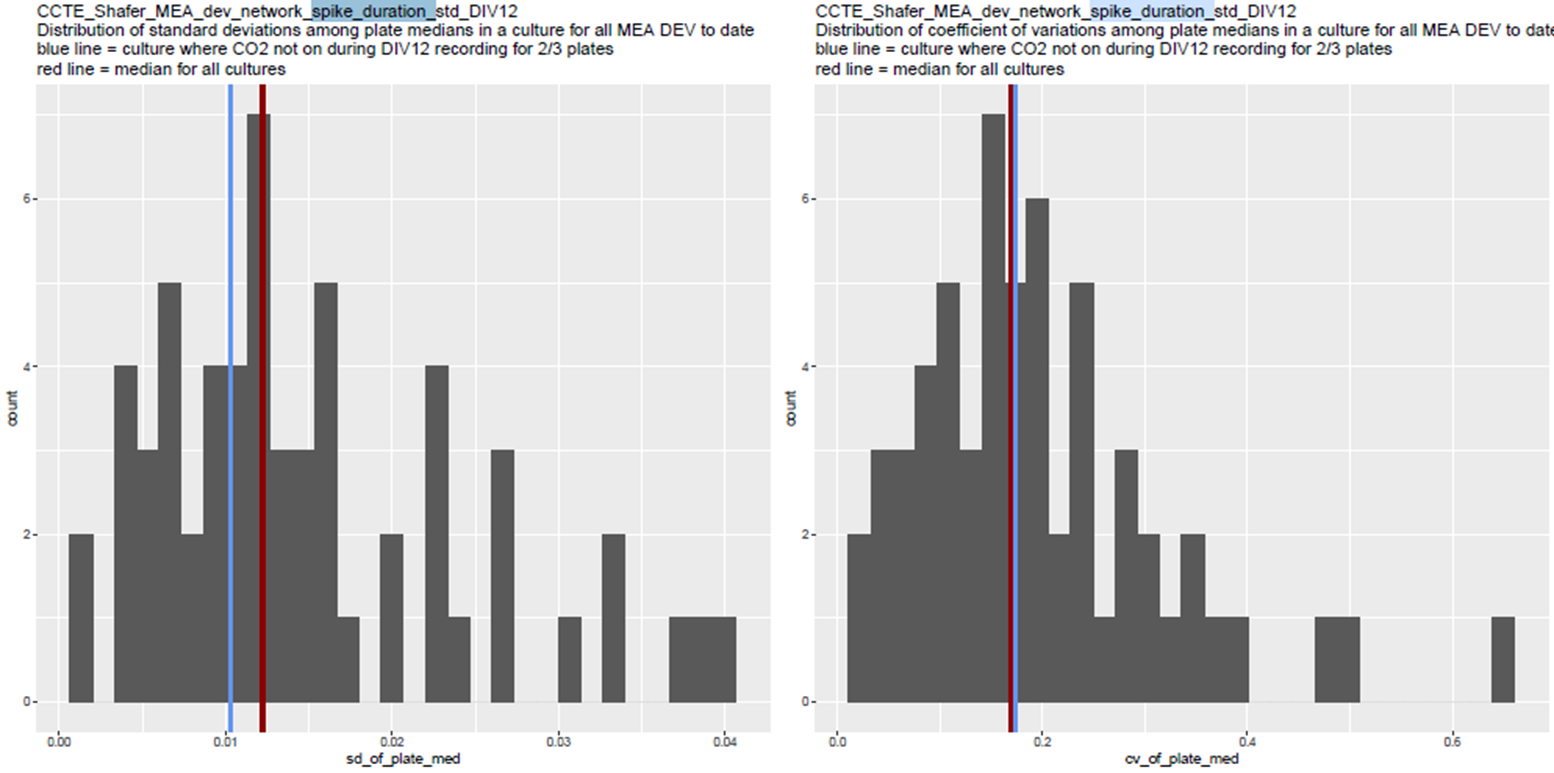 CCTE_Shafer_MEA_dev_network_spike_duration_std_DIV12
Distribution of standard deviations among plate medians in a culture for all MEA DEV to date
blue line = culture where CO2 not on during DIV12 recording for 2/3 plates
red line = median for all cultures
6
4
2
0
count
0.00 0.01 0.02 0.03 0.04
sd_of_plate_med
CCTE_Shafer_MEA_dev_network_spike_duration_std_DIV12
Distribution of coefficient of variations among plate medians in a culture for all MEA DEV to date
blue line = culture where CO2 not on during DIV12 recording for 2/3 plates
red line = median for all cultures
6
4
2
0
count
0.0 0.2 0.4 0.6
cv_of_plate_med